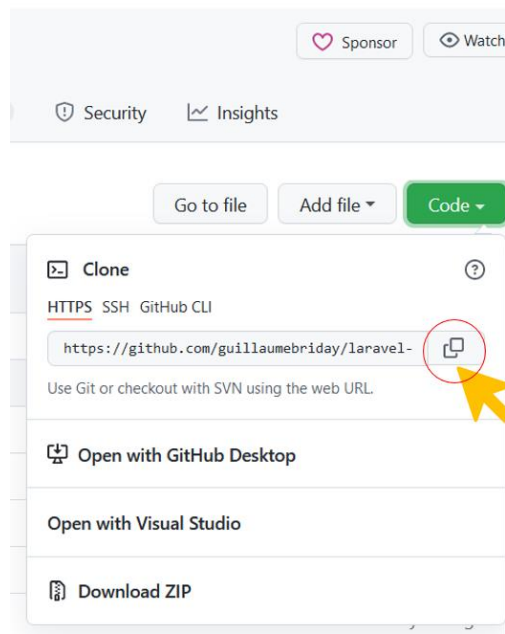 Sponsor
Watch
Security
Insights
Go to file
Add file
Code
Clone
HTTPS SSH GitHub CLI
https://github.com/guillaumebriday/laravel-
Use Git or checkout with SVN using the web URL.
Open with GitHub Desktop
Open with Visual Studio
Download ZIP